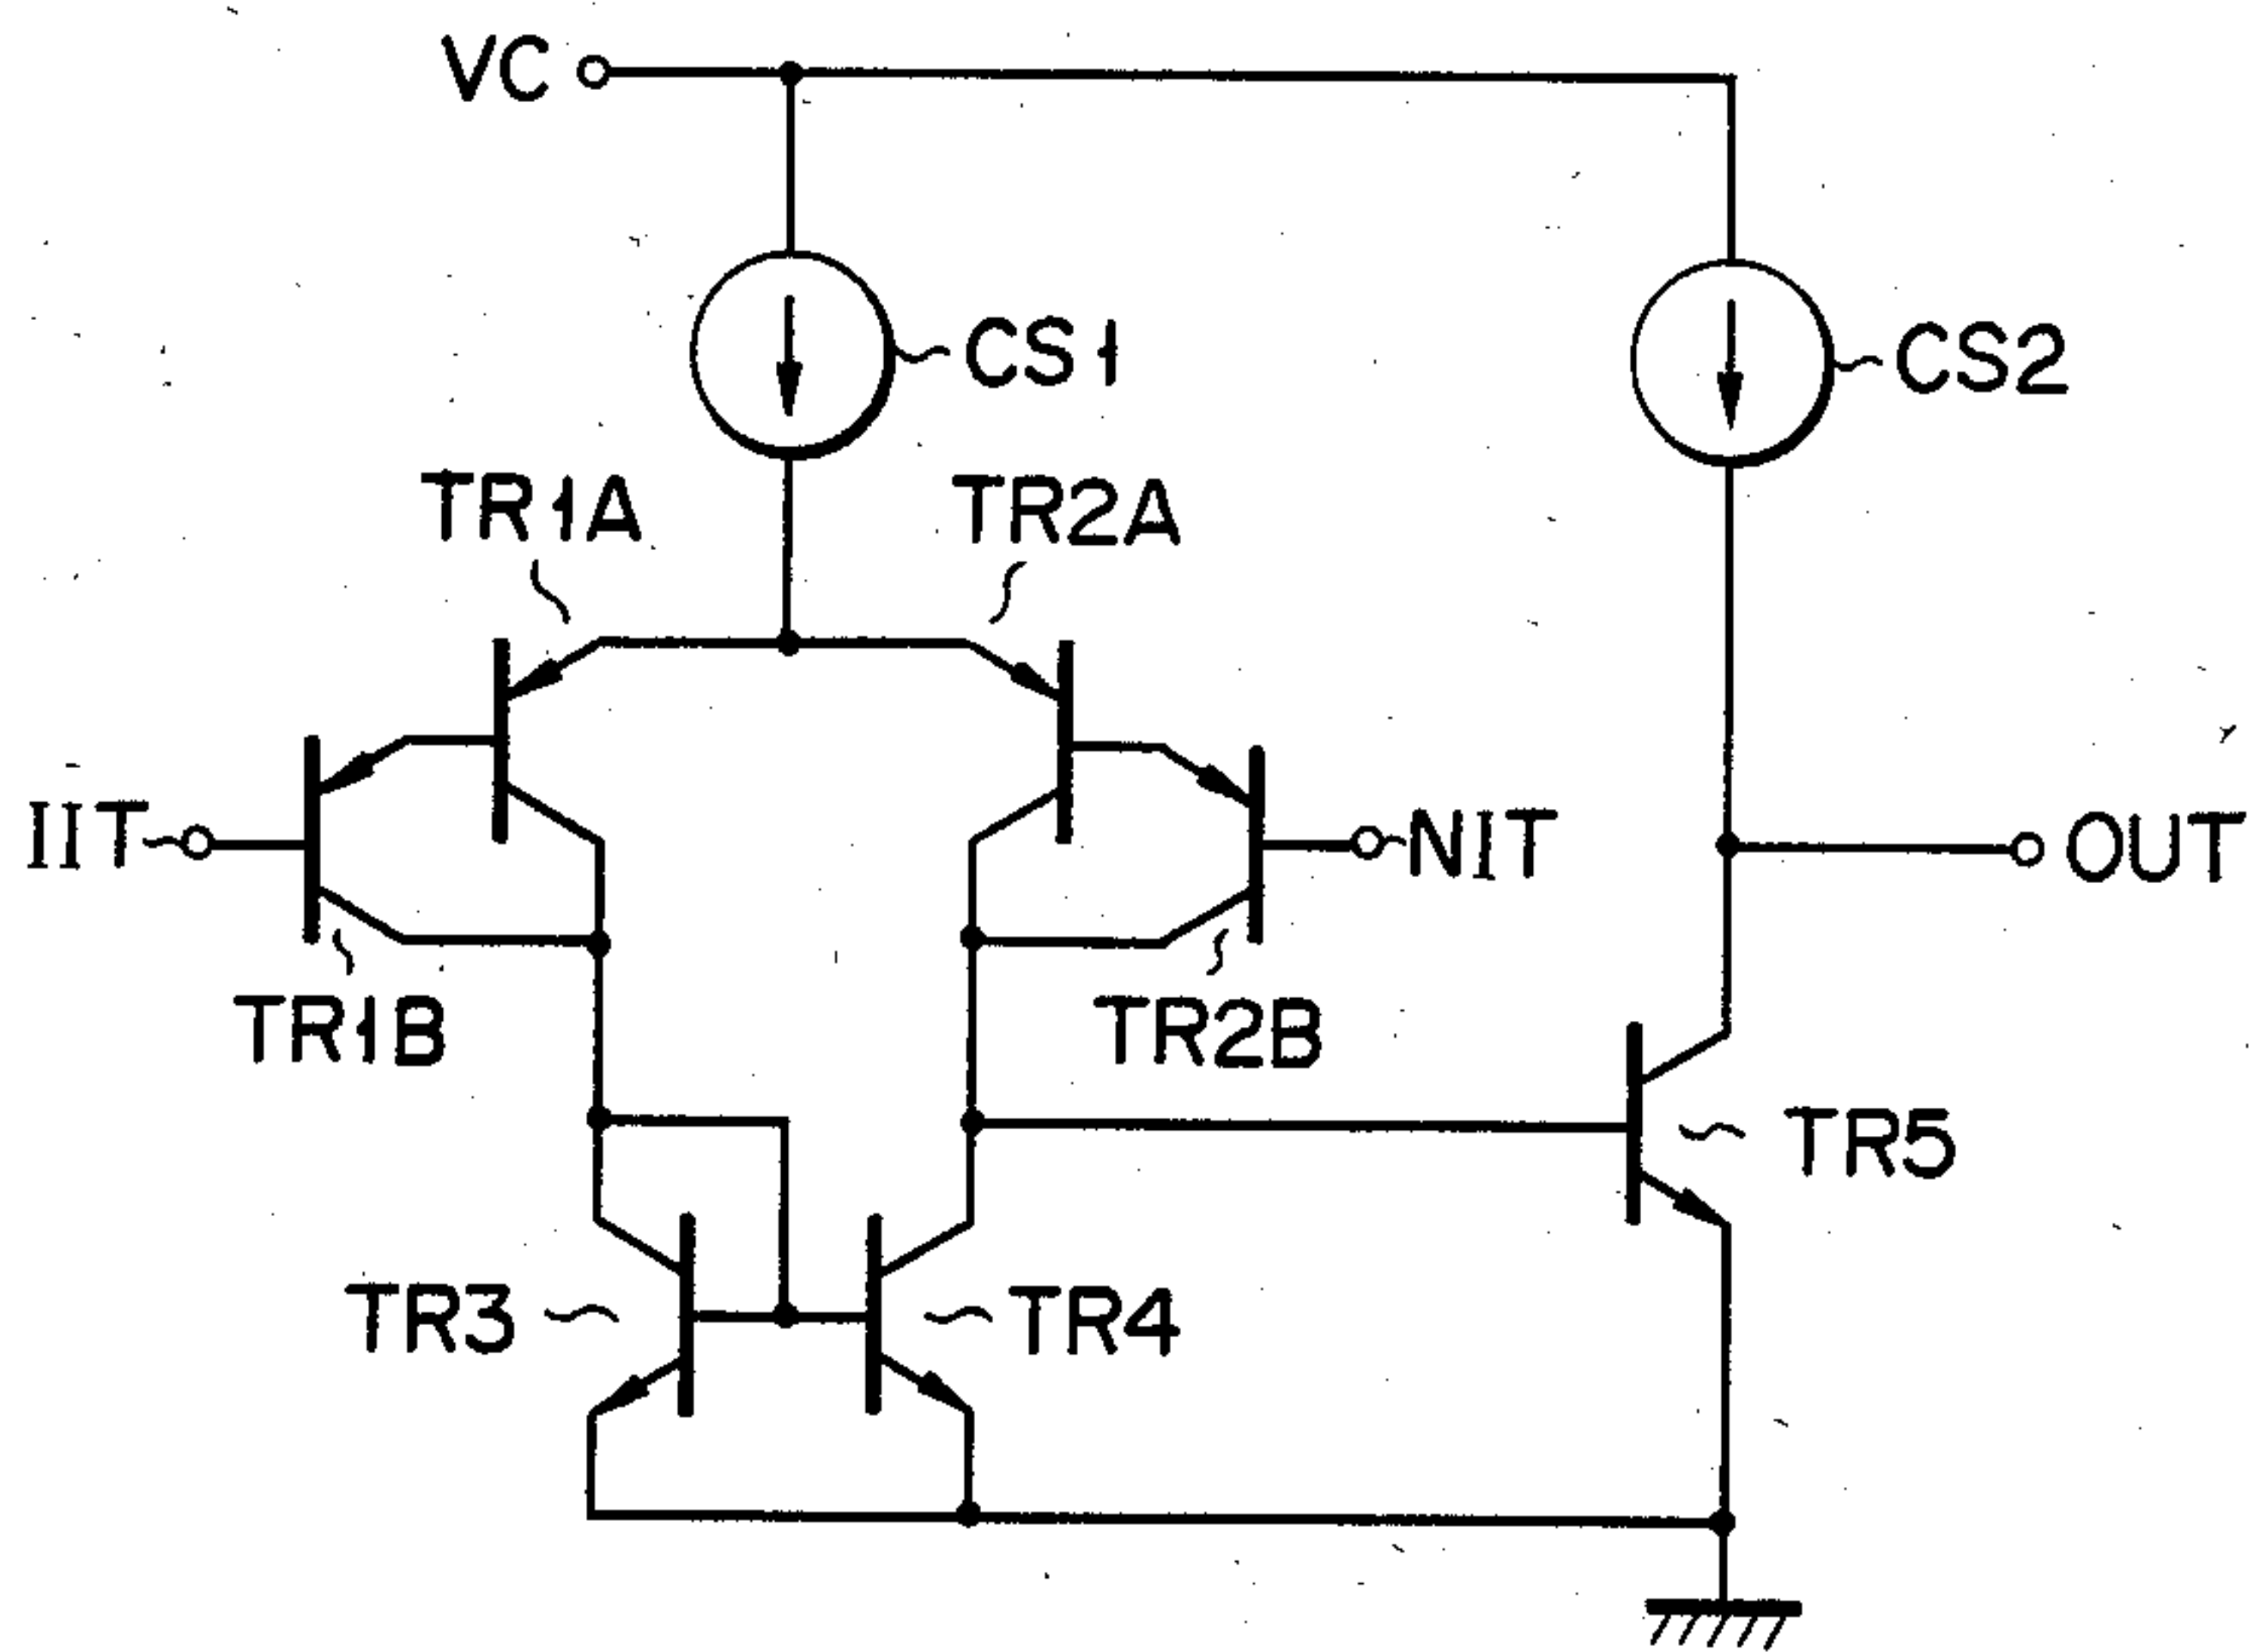 VC
CS1
CS2
TR1A
TR2A
IIT
NIT
OUT
TR1B
TR2B
TR5
TR3
TR4